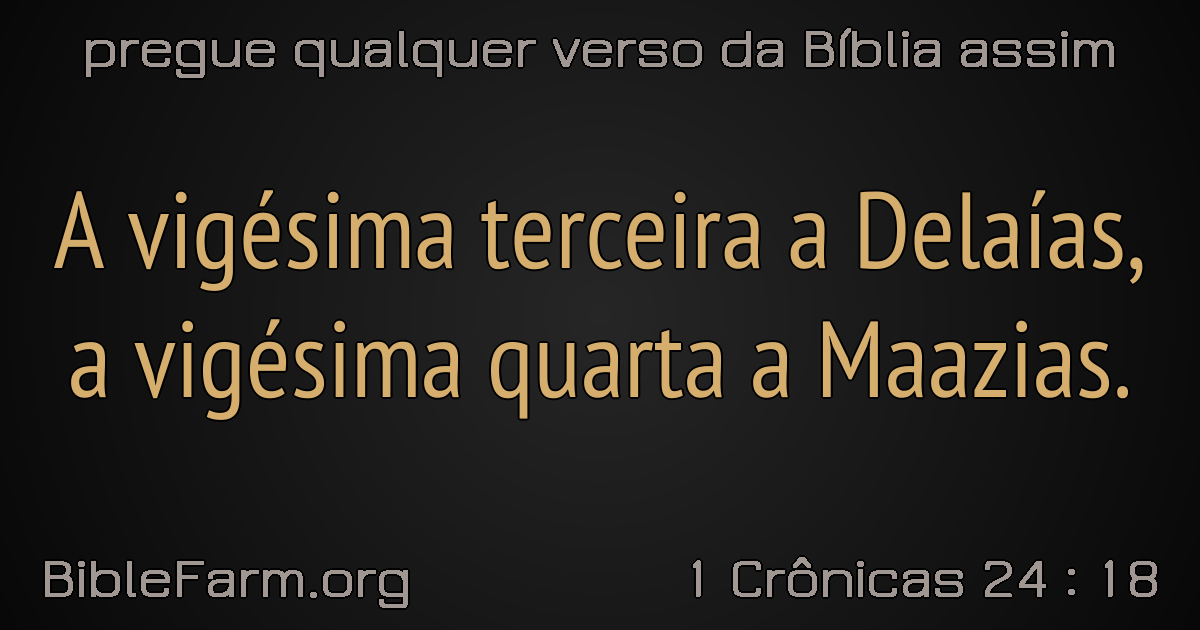 pregue qualquer verso da Bíblia assim
A vigésima terceira a Delaías,
a vigésima quarta a Maazias.
BibleFarm.org
1 Crônicas 24 : 18